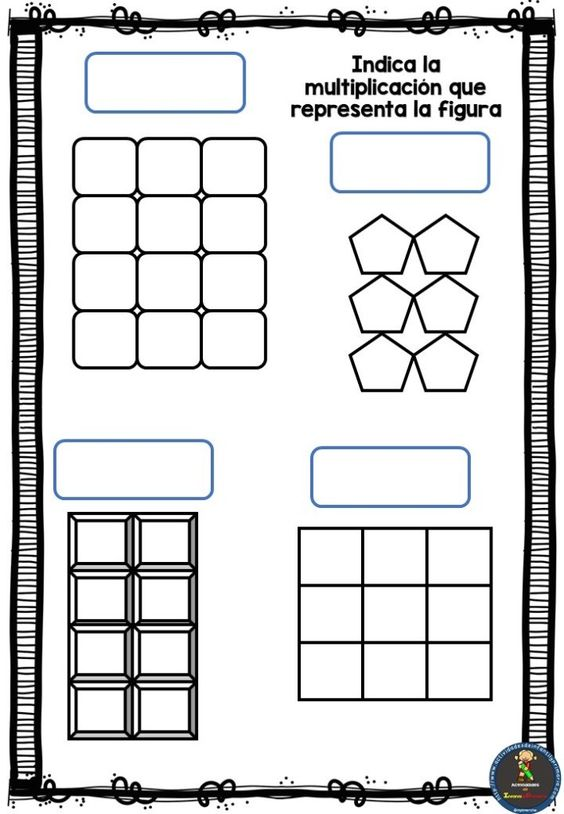 Indica la
multiplicación que
representa la figura